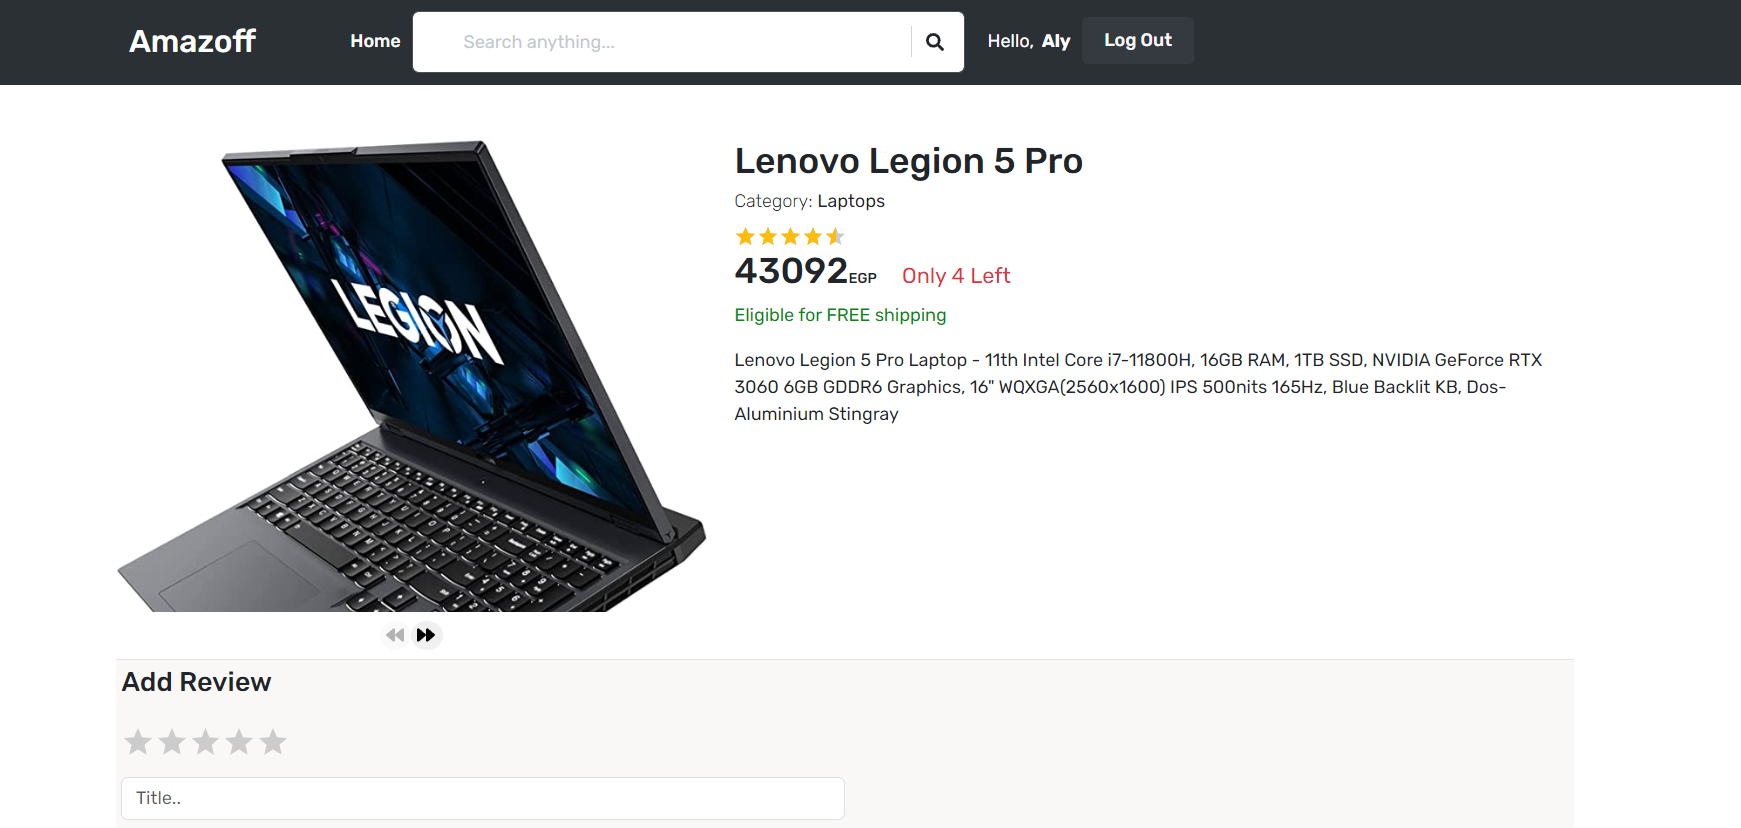 Amazoff
Home
Search anything...
Hello, Aly
Log Out
LEGION
Lenovo Legion 5 Pro
Category: Laptops
43092EGP
Only 4 Left
Eligible for FREE shipping
Lenovo Legion 5 Pro Laptop - 11th Intel Core i7-11800H, 16GB RAM, 1TB SSD, NVIDIA GeForce RTX
3060 6GB GDDR6 Graphics, 16" WQXGA(2560x1600) IPS 500nits 165Hz, Blue Backlit KB, Dos-
Aluminium Stingray
Add Review
Title..